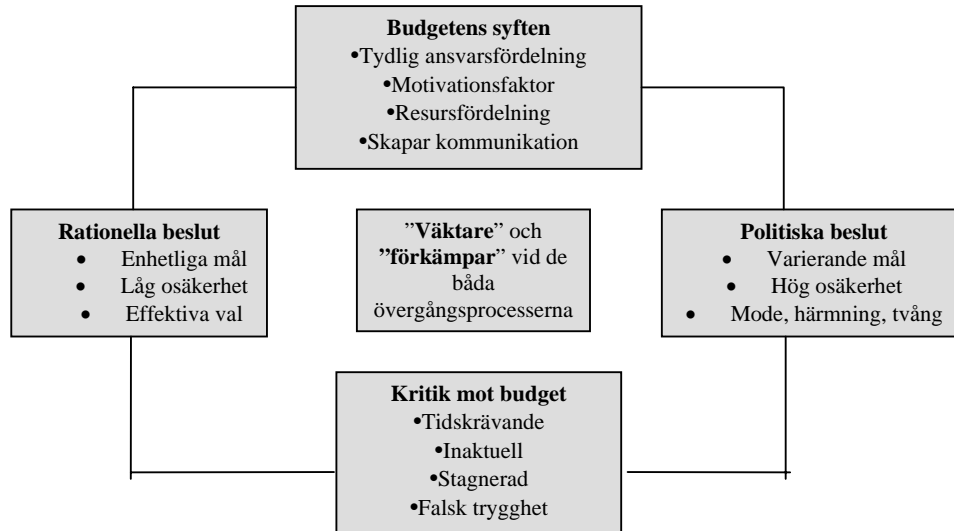 Budgetens syften
•Tydlig ansvarsfördelning
•Motivationsfaktor
•Resursfördelning
•Skapar kommunikation
Rationella beslut
• Enhetliga mål
• Låg osäkerhet
• Effektiva val
”Väktare” och
”förkämpar” vid de
båda
övergångsprocesserna
Politiska beslut
• Varierande mål
• Hög osäkerhet
• Mode, härmning, tvång
Kritik mot budget
•Tidskrävande
•Inaktuell
•Stagnerad
•Falsk trygghet